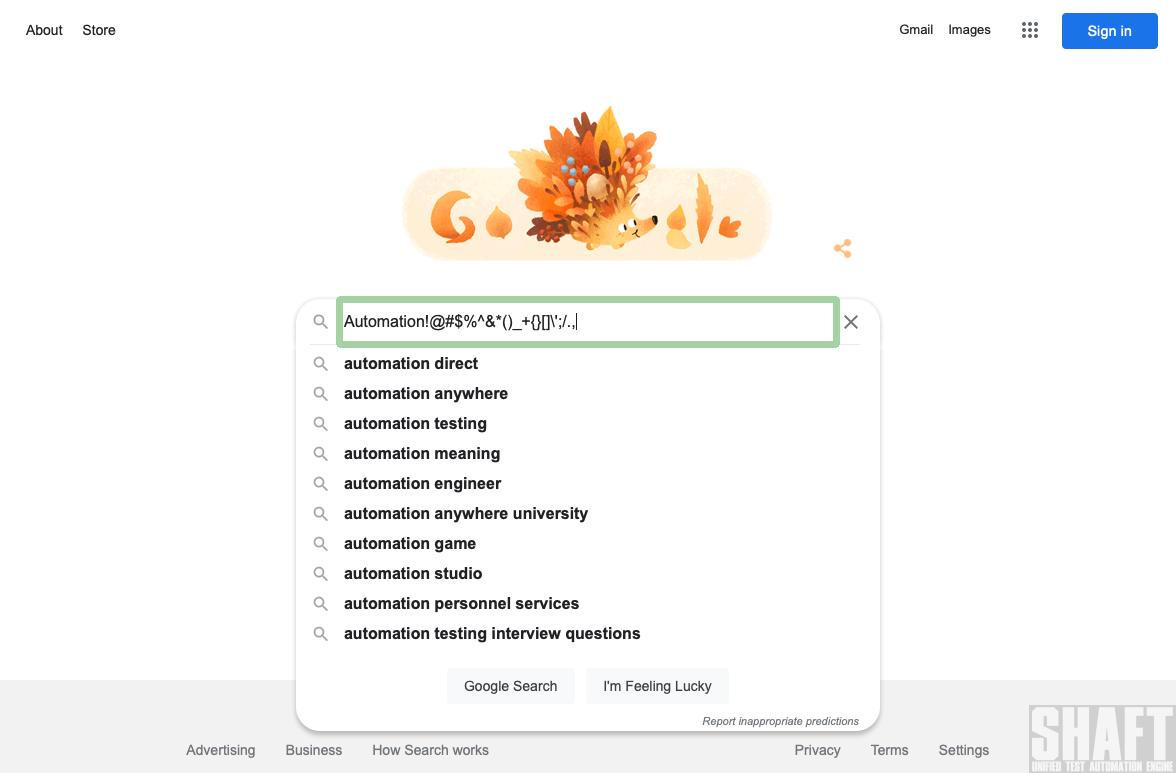 About Store Gmail Images Sign in
Google
Automation!@#$%^&*()_+{}[]\';/.,
automation direct
automation anywhere
automation testing
automation meaning
automation engineer
automation anywhere university
automation game
automation studio
automation personnel services
automation testing interview questions
Google Search I'm Feeling Lucky
Report inappropriate predictions
Advertising Business How Search works Privacy Terms Settings
SHAFT
UNIFIED TEST AUTOMATION ENGINE